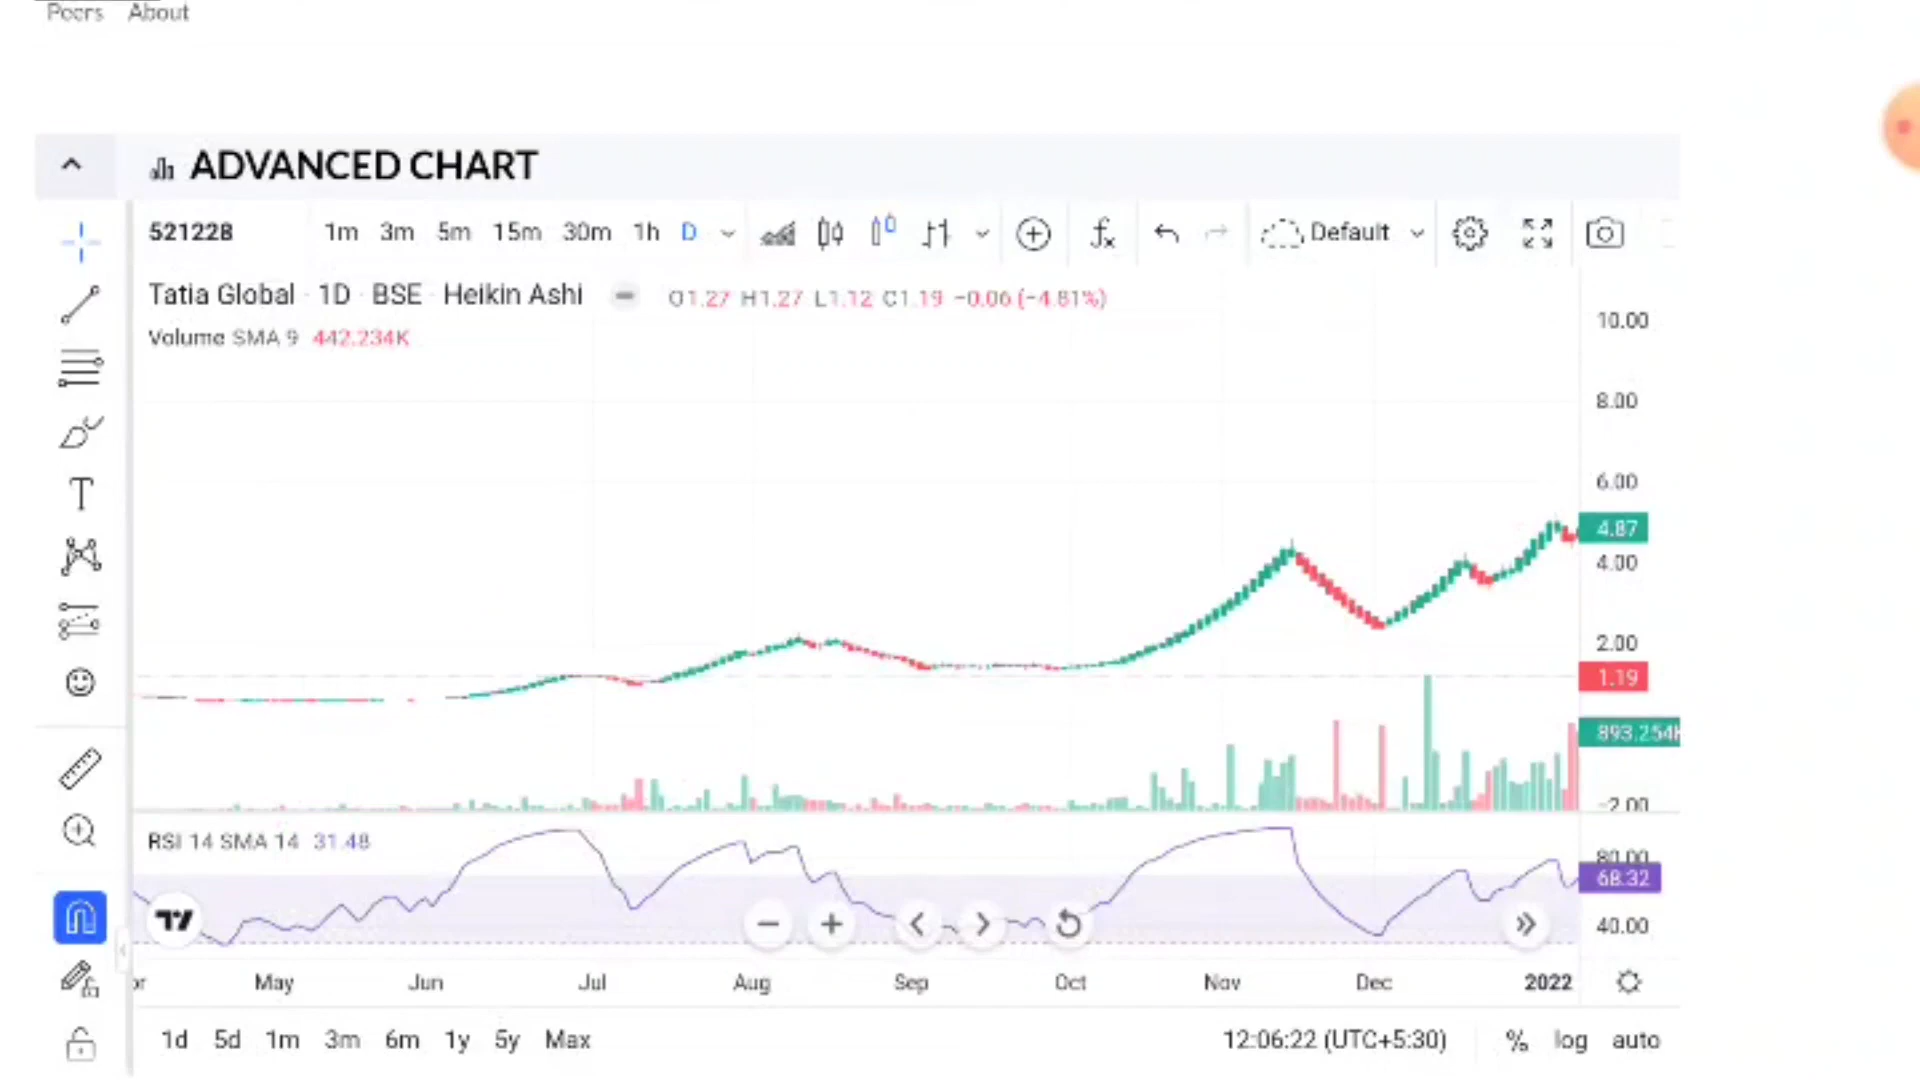 Peers About
ADVANCED CHART
521228 1m 3m 5m 15m 30m 1h D Default
Tatia Global · 1D · BSE · Heikin Ashi O1.27 H1.27 L1.12 C1.19 −0.06 (−4.81%)
Volume SMA 9 442.234K
10.00
8.00
6.00
4.87
4.00
2.00
1.19
893.254K
−2.00
RSI 14 SMA 14 31.48
80.00
68.32
40.00
May Jun Jul Aug Sep Oct Nov Dec 2022
1d 5d 1m 3m 6m 1y 5y Max 12:06:22 (UTC+5:30) % log auto